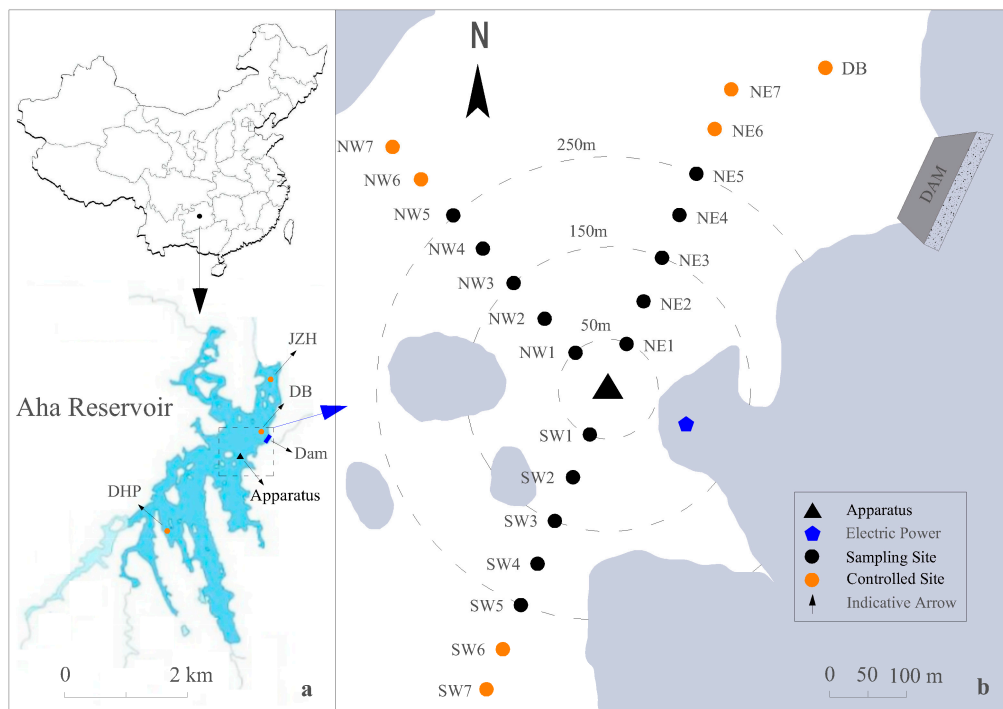 JZH
DB
Aha Reservoir
Dam
Apparatus
DHP
0 2 km
a
N
DB
NE7
NE6
250m
NW7
NW6
NE5
NW5
NE4
150m
NW4
NE3
NW3
NE2
NW2
50m
NE1
NW1
SW1
SW2
SW3
SW4
SW5
SW6
SW7
DAM
Apparatus
Electric Power
Sampling Site
Controlled Site
Indicative Arrow
0 50 100 m
b